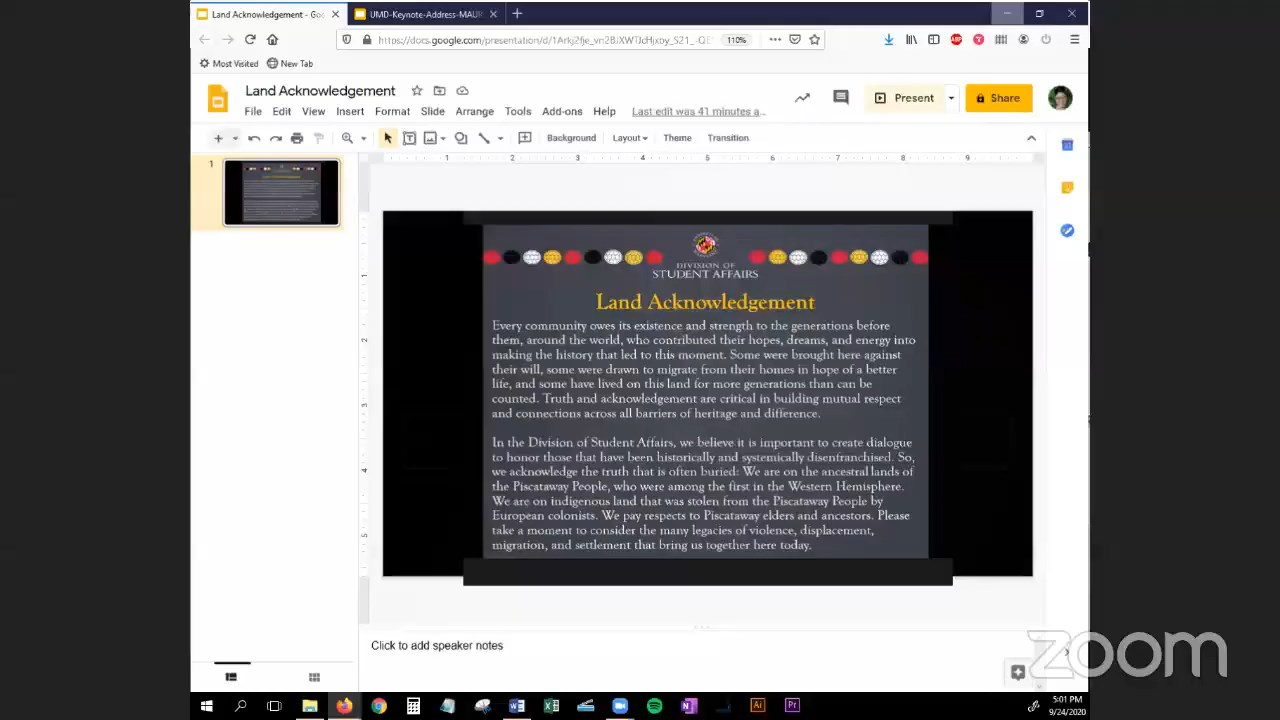 Land Acknowledgement - Goo
UMD-Keynote-Address-MAUR
110%
Most Visited
New Tab
Land Acknowledgement
File Edit View Insert Format Slide Arrange Tools Add-ons Help Last edit was 41 minutes a...
Present
Share
Background Layout Theme Transition
1 2 3 4 5 6 7 8 9
1
DIVISION OF
STUDENT AFFAIRS
Land Acknowledgement
Every community owes its existence and strength to the generations before
them, around the world, who contributed their hopes, dreams, and energy into
making the history that led to this moment. Some were brought here against
their will, some were drawn to migrate from their homes in hope of a better
life, and some have lived on this land for more generations than can be
counted. Truth and acknowledgement are critical in building mutual respect
and connections across all barriers of heritage and difference.
In the Division of Student Affairs, we believe it is important to create dialogue
to honor those that have been historically and systemically disenfranchised. So,
we acknowledge the truth that is often buried: We are on the ancestral lands of
the Piscataway People, who were among the first in the Western Hemisphere.
We are on indigenous land that was stolen from the Piscataway People by
European colonists. We pay respects to Piscataway elders and ancestors. Please
take a moment to consider the many legacies of violence, displacement,
migration, and settlement that bring us together here today.
Click to add speaker notes
zoom
5:01 PM
9/24/2020